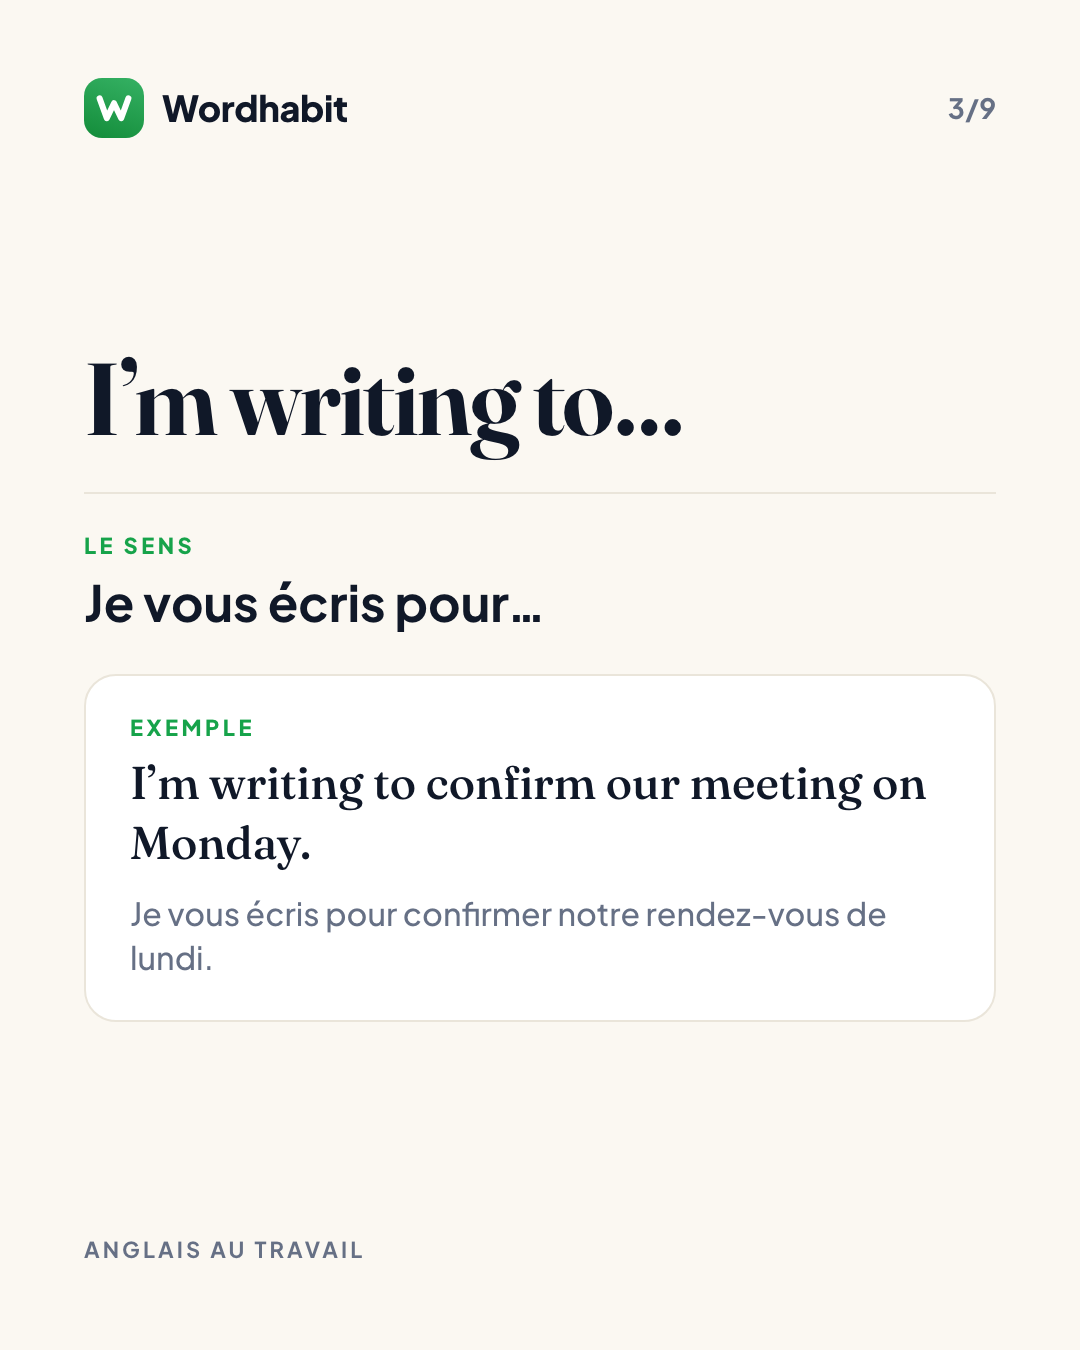 Wordhabit
3/9
I’m writing to...
LE SENS
Je vous écris pour...
EXEMPLE
I’m writing to confirm our meeting on
Monday.
Je vous écris pour confirmer notre rendez-vous de
lundi.
ANGLAIS AU TRAVAIL